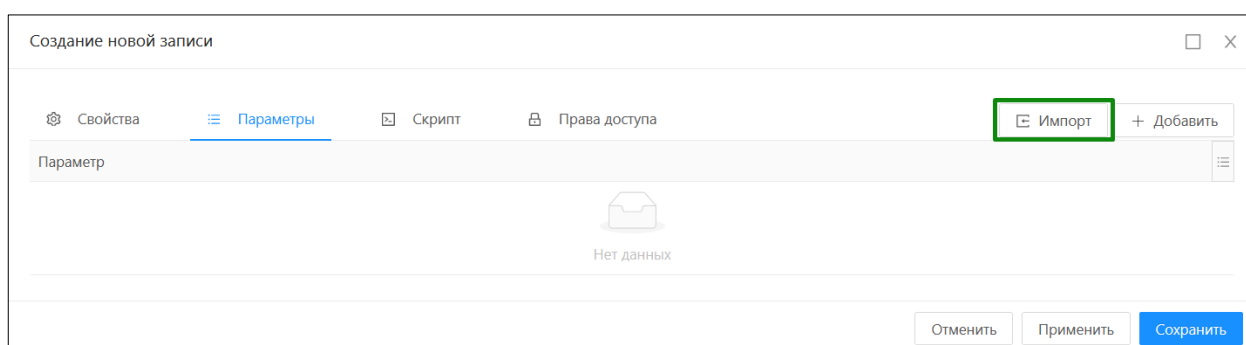 Создание новой записи
Свойства Параметры Скрипт Права доступа Импорт + Добавить
Параметр
Нет данных
Отменить Применить Сохранить